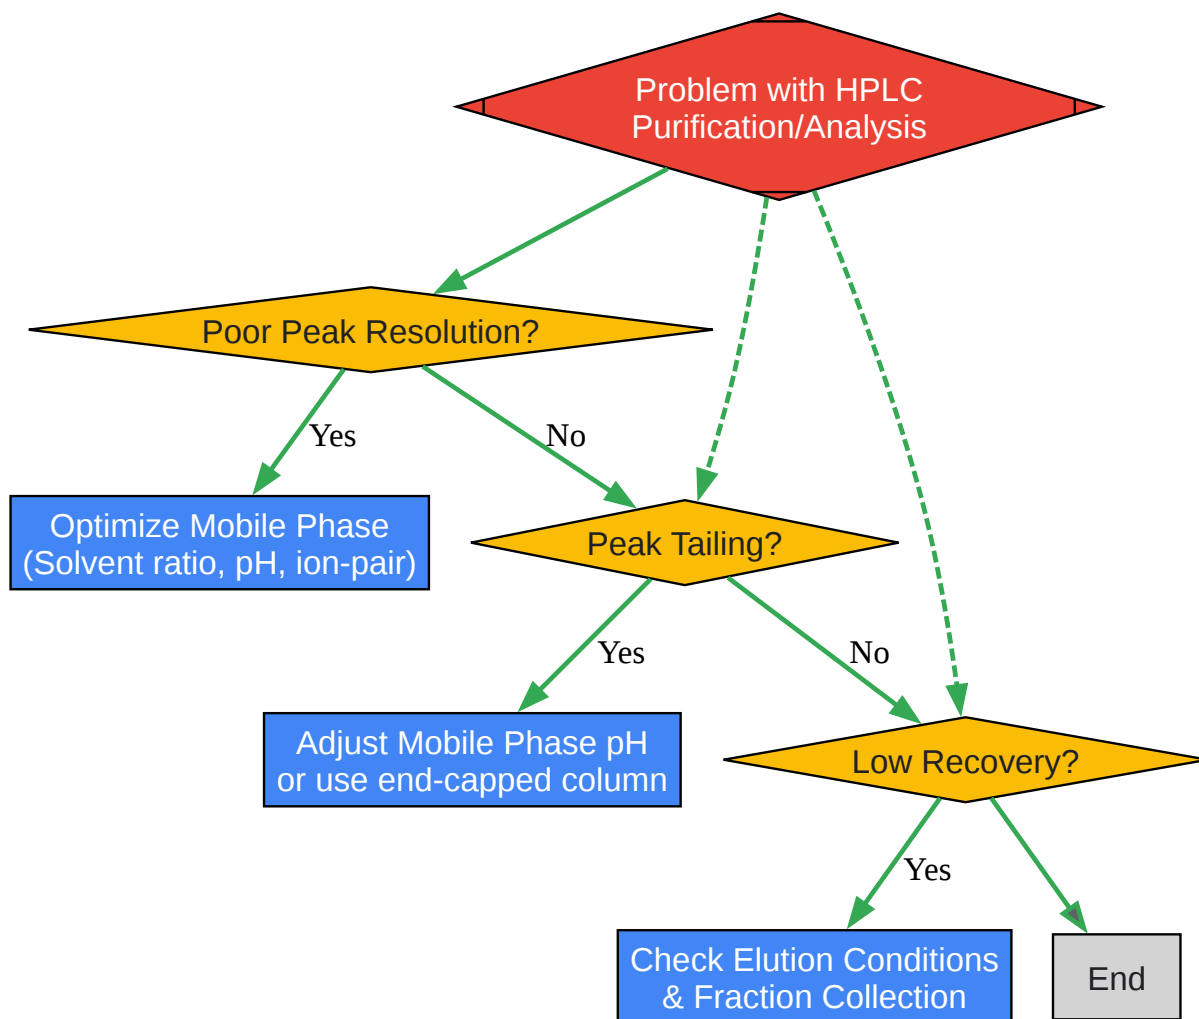 Problem with HPLC
Purification/Analysis
Poor Peak Resolution?
Yes
No
Optimize Mobile Phase
(Solvent ratio, pH, ion-pair)
Peak Tailing?
Yes
No
Adjust Mobile Phase pH
or use end-capped column
Low Recovery?
Yes
Check Elution Conditions
& Fraction Collection
End